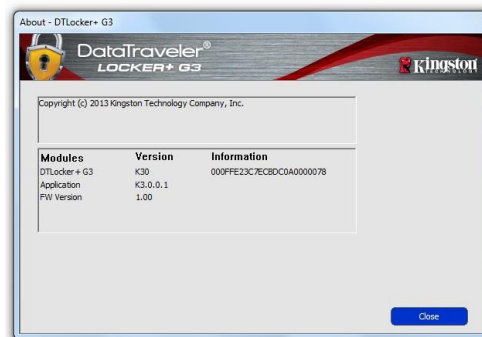 About - DTLocker+ G3
DataTraveler®
LOCKER+ G3
Kingston
TECHNOLOGY
Copyright (c) 2013 Kingston Technology Company, Inc.
Modules Version Information
DTLocker+ G3 K30 000FFE23C7ECBDC0A0000078
Application K3.0.0.1
FW Version 1.00
Close